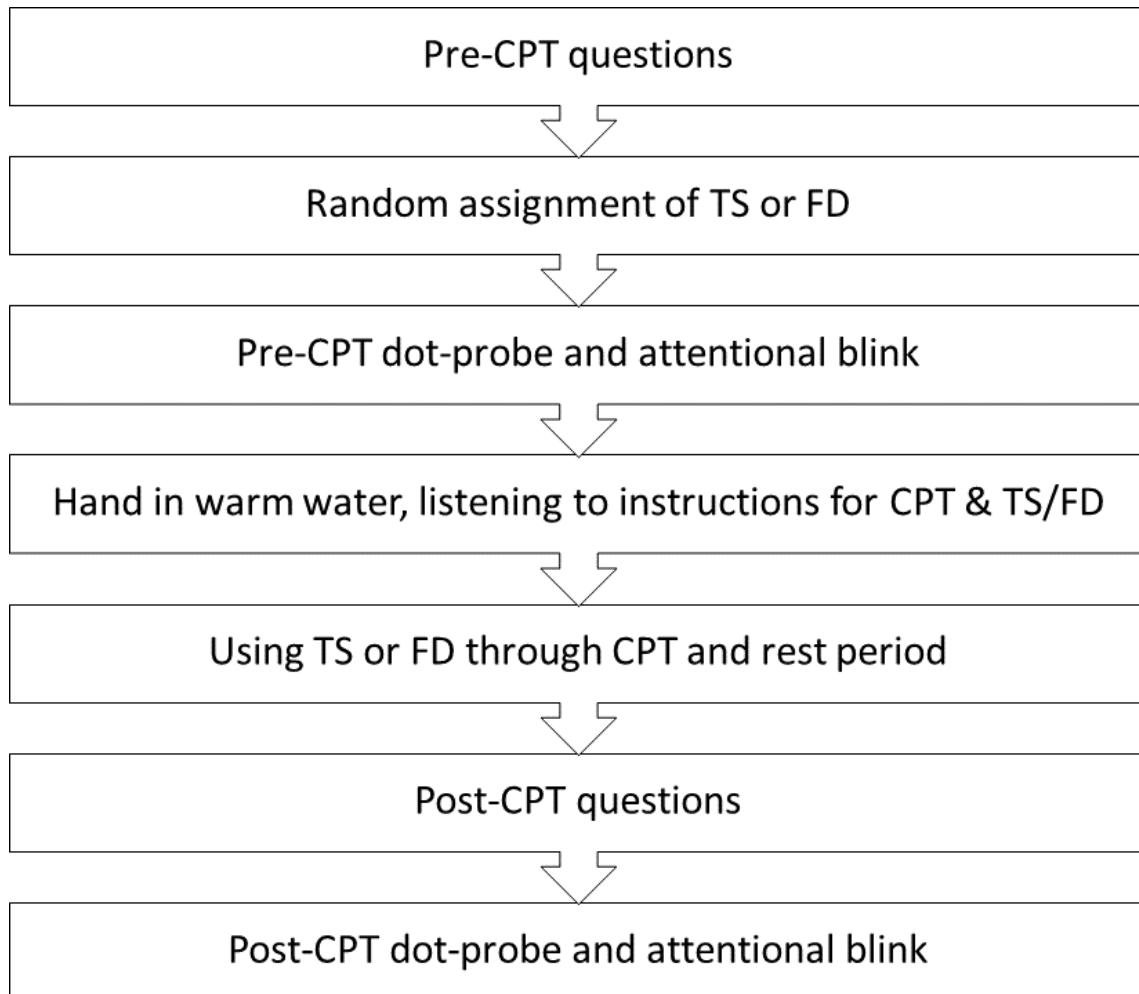 Pre-CPT questions
Random assignment of TS or FD
Pre-CPT dot-probe and attentional blink
Hand in warm water, listening to instructions for CPT & TS/FD
Using TS or FD through CPT and rest period
Post-CPT questions
Post-CPT dot-probe and attentional blink